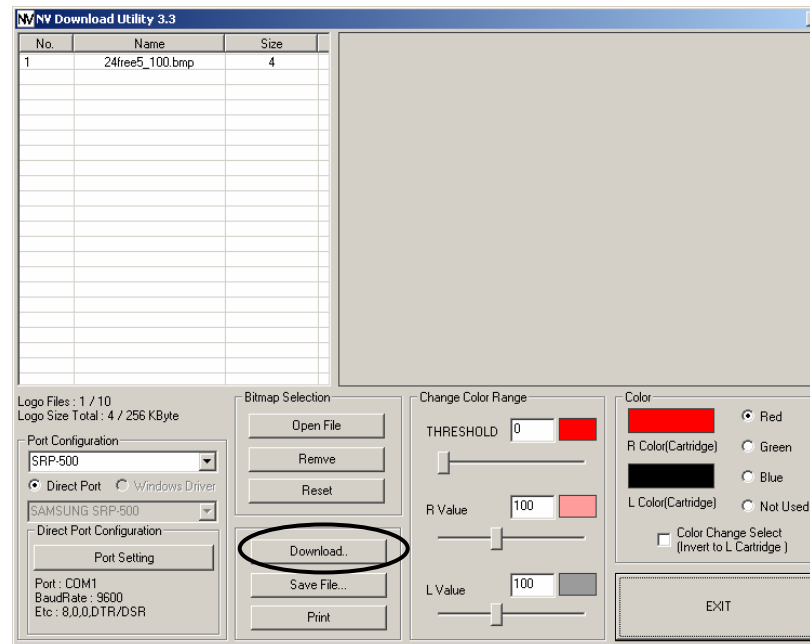 NV NV Download Utility 3.3
No. Name Size
1 24free5_100.bmp 4
Logo Files : 1 / 10
Logo Size Total : 4 / 256 KByte
Port Configuration
SRP-500
Direct Port Windows Driver
SAMSUNG SRP-500
Direct Port Configuration
Port Setting
Port : COM1
BaudRate : 9600
Etc : 8,0,0,DTR/DSR
Bitmap Selection
Open File
Remve
Reset
Download..
Save File...
Print
Change Color Range
THRESHOLD 0
R Value 100
L Value 100
Color
R Color(Cartridge)
L Color(Cartridge)
Red
Green
Blue
Not Used
Color Change Select
(Invert to L Cartridge )
EXIT